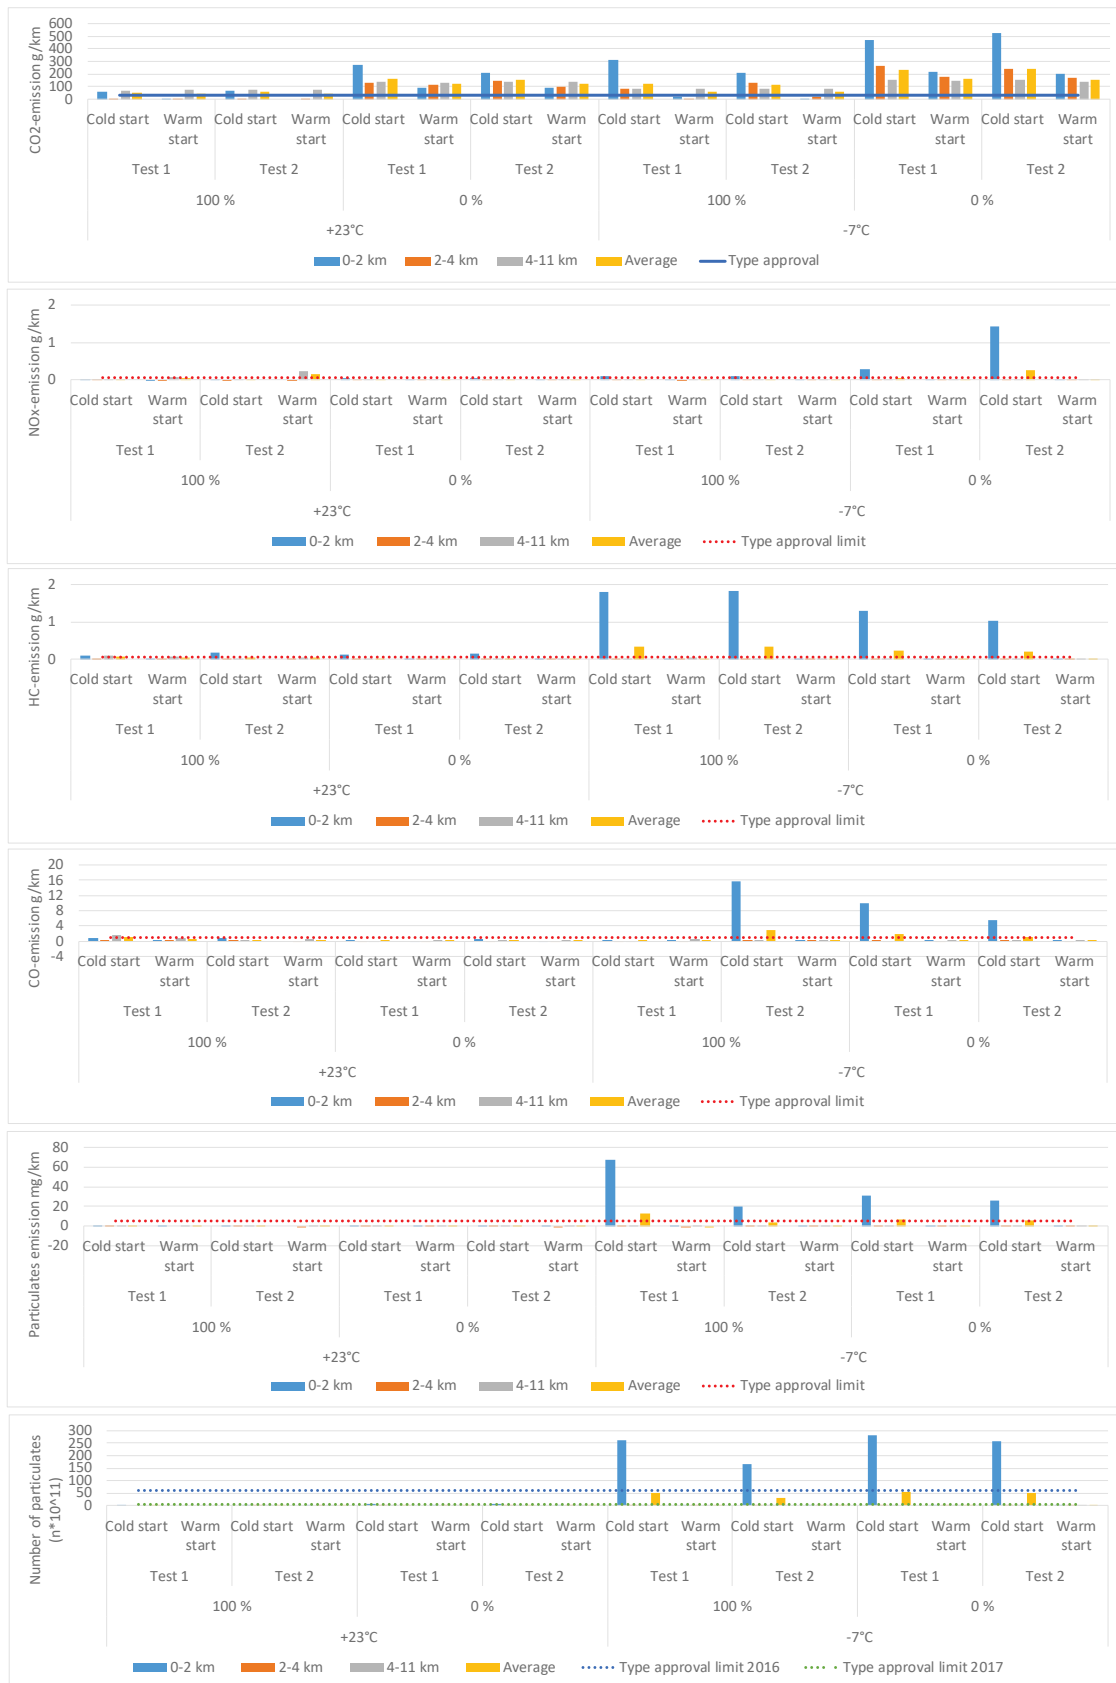 CO2-emission g/km
600
500
400
300
200
100
0
Cold start Warm start Cold start Warm start Cold start Warm start Cold start Warm start Cold start Warm start Cold start Warm start Cold start Warm start Cold start Warm start
Test 1 Test 2 Test 1 Test 2 Test 1 Test 2 Test 1 Test 2
100 % 0 % 100 % 0 %
+23°C -7°C
0-2 km 2-4 km 4-11 km Average Type approval
NOx-emission g/km
2
1
0
Cold start Warm start Cold start Warm start Cold start Warm start Cold start Warm start Cold start Warm start Cold start Warm start Cold start Warm start Cold start Warm start
Test 1 Test 2 Test 1 Test 2 Test 1 Test 2 Test 1 Test 2
100 % 0 % 100 % 0 %
+23°C -7°C
0-2 km 2-4 km 4-11 km Average Type approval limit
HC-emission g/km
2
1
0
Cold start Warm start Cold start Warm start Cold start Warm start Cold start Warm start Cold start Warm start Cold start Warm start Cold start Warm start Cold start Warm start
Test 1 Test 2 Test 1 Test 2 Test 1 Test 2 Test 1 Test 2
100 % 0 % 100 % 0 %
+23°C -7°C
0-2 km 2-4 km 4-11 km Average Type approval limit
CO-emission g/km
20
16
12
8
4
0
-4
Cold start Warm start Cold start Warm start Cold start Warm start Cold start Warm start Cold start Warm start Cold start Warm start Cold start Warm start Cold start Warm start
Test 1 Test 2 Test 1 Test 2 Test 1 Test 2 Test 1 Test 2
100 % 0 % 100 % 0 %
+23°C -7°C
0-2 km 2-4 km 4-11 km Average Type approval limit
Particulates emission mg/km
80
60
40
20
0
-20
Cold start Warm start Cold start Warm start Cold start Warm start Cold start Warm start Cold start Warm start Cold start Warm start Cold start Warm start Cold start Warm start
Test 1 Test 2 Test 1 Test 2 Test 1 Test 2 Test 1 Test 2
100 % 0 % 100 % 0 %
+23°C -7°C
0-2 km 2-4 km 4-11 km Average Type approval limit
Number of particulates
(n*10^11)
300
250
200
150
100
50
0
Cold start Warm start Cold start Warm start Cold start Warm start Cold start Warm start Cold start Warm start Cold start Warm start Cold start Warm start Cold start Warm start
Test 1 Test 2 Test 1 Test 2 Test 1 Test 2 Test 1 Test 2
100 % 0 % 100 % 0 %
+23°C -7°C
0-2 km 2-4 km 4-11 km Average Type approval limit 2016 Type approval limit 2017